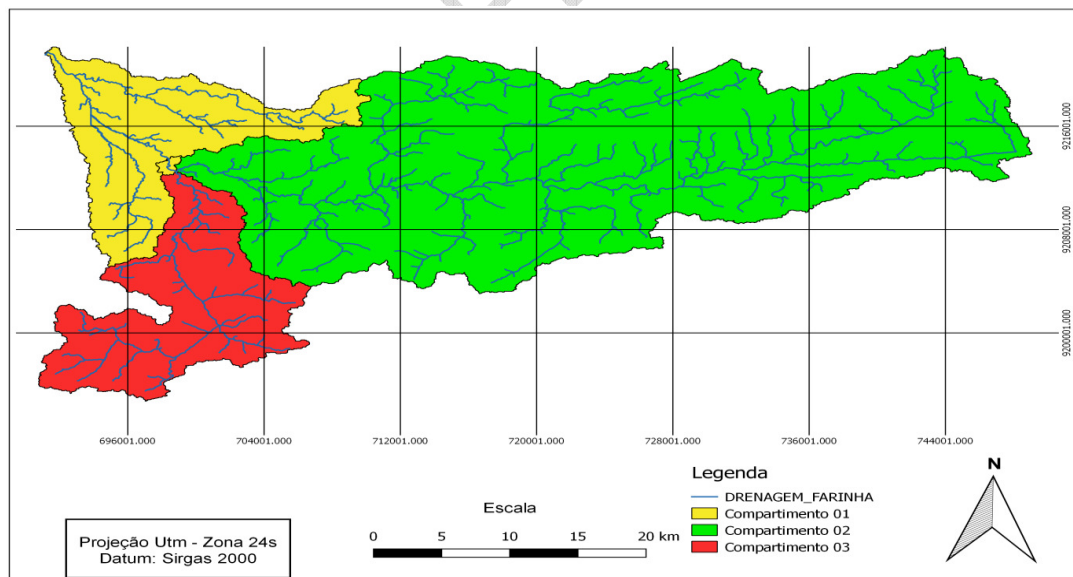 9216001.000
9208001.000
9200001.000
696001.000 704001.000 712001.000 720001.000 728001.000 736001.000 744001.000
Legenda
DRENAGEM_FARINHA
Compartimento 01
Compartimento 02
Compartimento 03
N
Escala
0 5 10 15 20 km
Projeção Utm - Zona 24s
Datum: Sirgas 2000